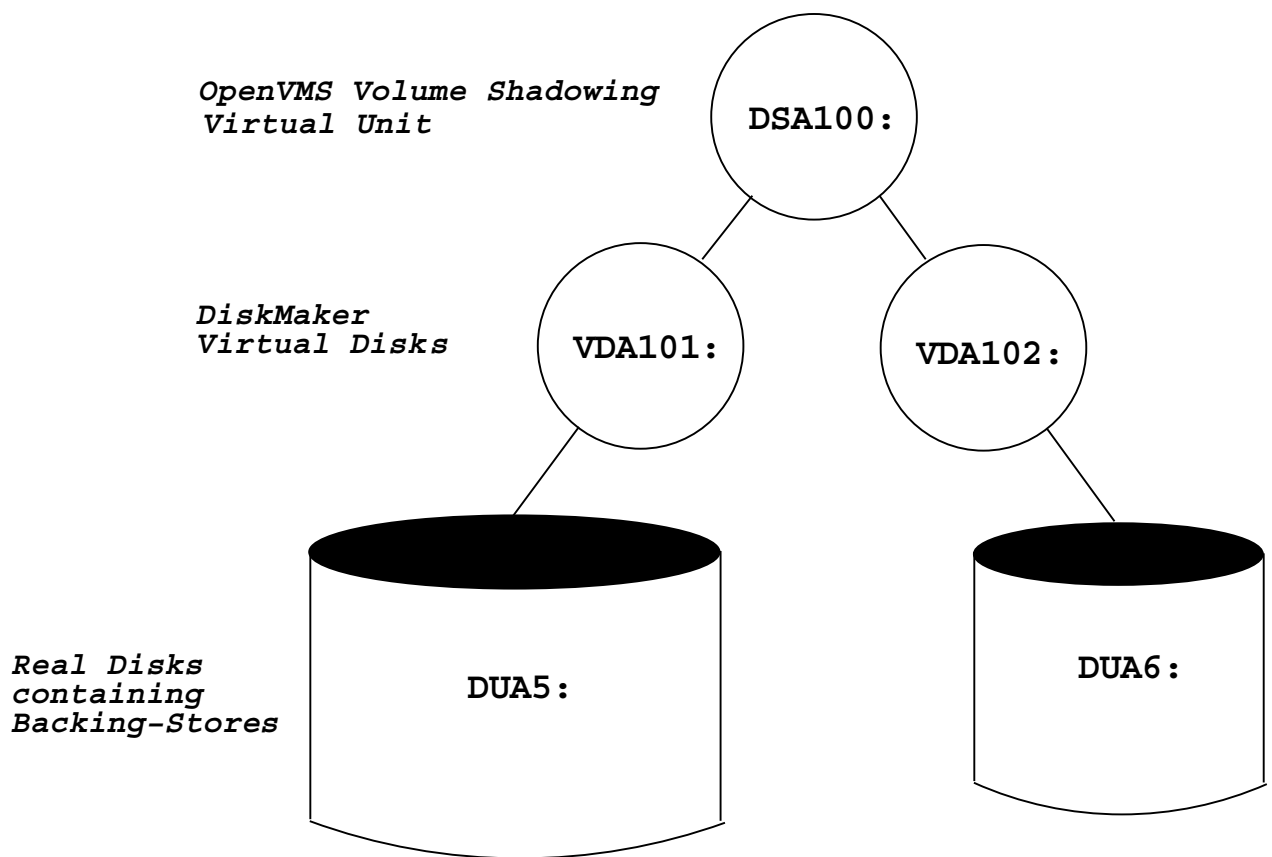 OpenVMS Volume Shadowing
Virtual Unit
DSA100:
DiskMaker
Virtual Disks
VDA101:
VDA102:
Real Disks
containing
Backing-Stores
DUA5:
DUA6: